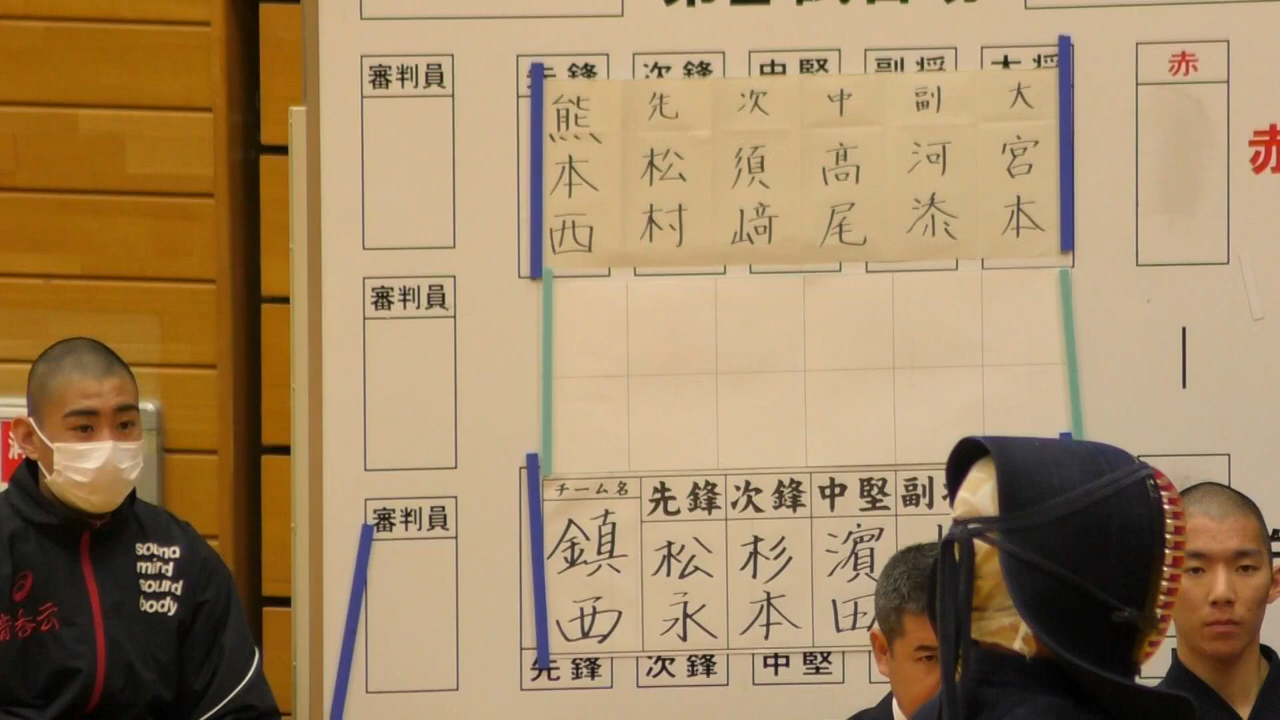 審判員
先鋒 次鋒 中堅 副将 大将
赤
赤
熊本西
先 松村
次 須﨑
中 高尾
副 河添
大 宮本
審判員
審判員
チーム名 先鋒 次鋒 中堅 副
鎮西
松永
杉本
濱田
先鋒 次鋒 中堅
sound
mind
sound
body